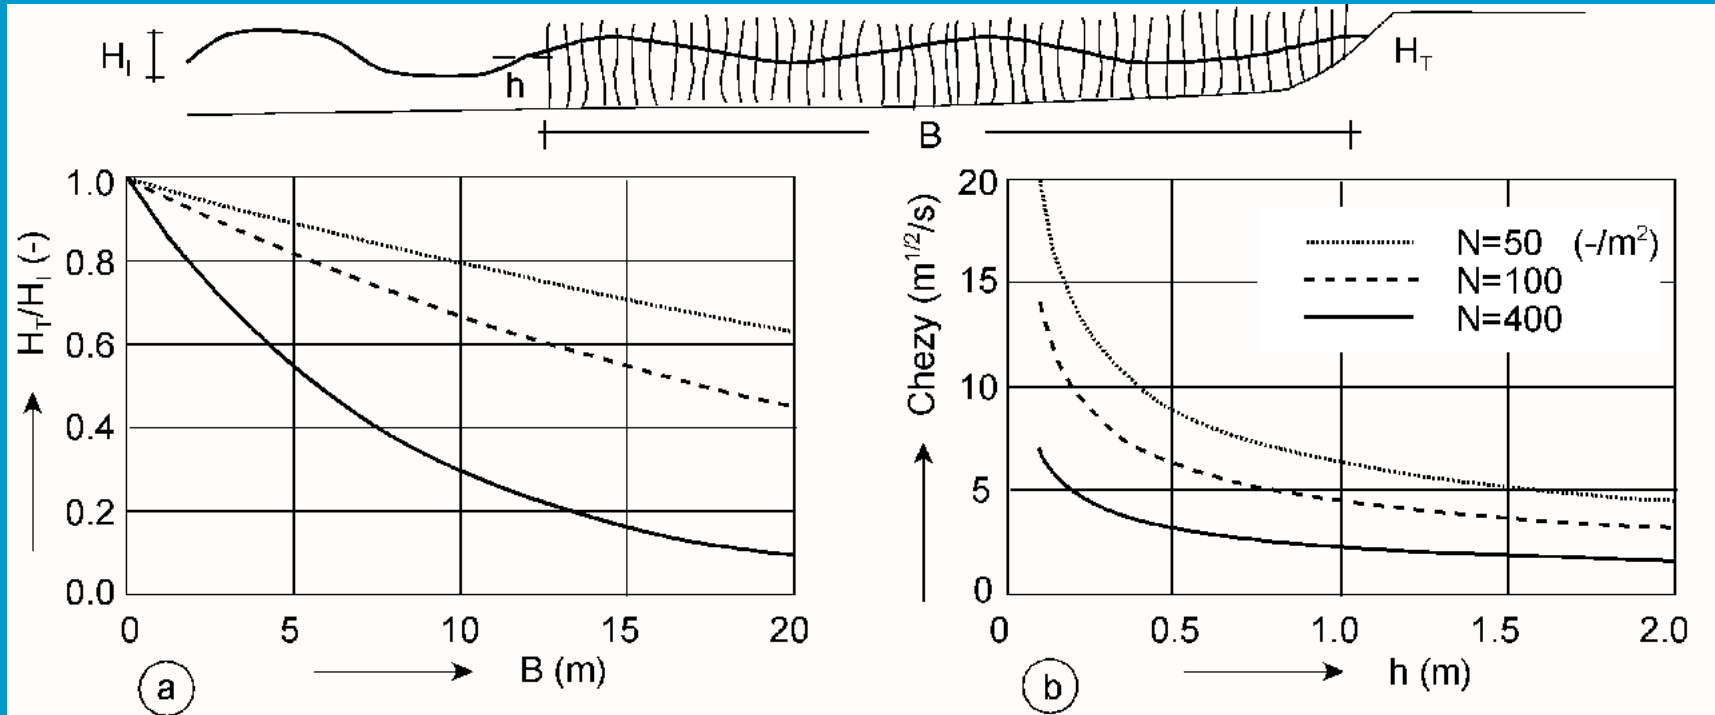 H_I
h
H_T
B
H_T/H_I (-)
1.0
0.8
0.6
0.4
0.2
0.0
0 5 10 15 20
B (m)
a
Chezy (m^{1/2}/s)
20
15
10
5
0
N=50 (-/m²)
N=100
N=400
0 0.5 1.0 1.5 2.0
h (m)
b